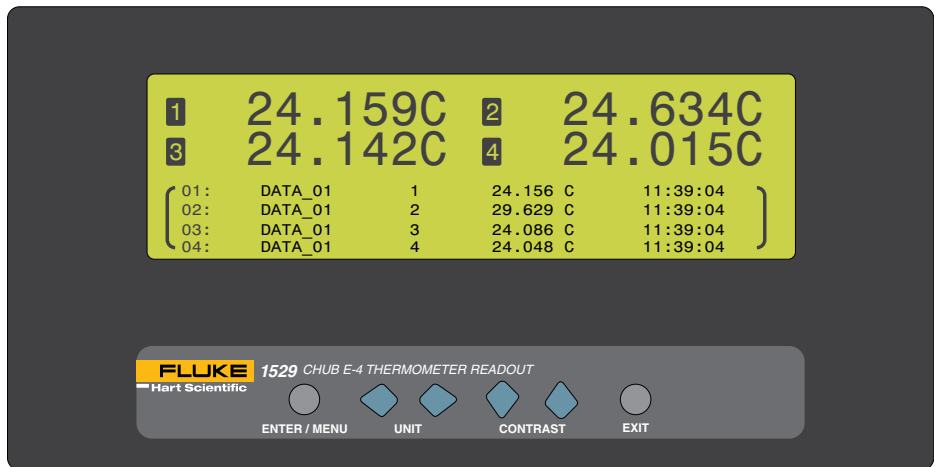 1 24.159C 2 24.634C
3 24.142C 4 24.015C
01: DATA_01 1 24.156 C 11:39:04
02: DATA_01 2 29.629 C 11:39:04
03: DATA_01 3 24.086 C 11:39:04
04: DATA_01 4 24.048 C 11:39:04
FLUKE 1529 CHUB E-4 THERMOMETER READOUT
Hart Scientific
ENTER / MENU UNIT CONTRAST EXIT